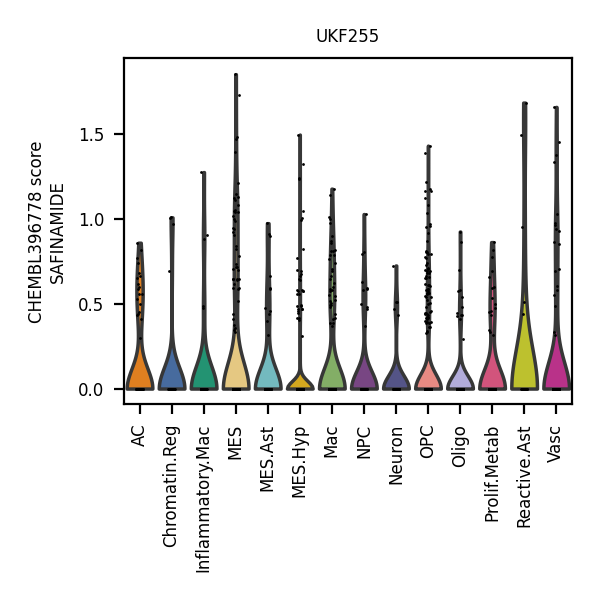 UKF255
CHEMBL396778 score
SAFINAMIDE
1.5
1.0
0.5
0.0
AC
Chromatin.Reg
Inflammatory.Mac
MES
MES.Ast
MES.Hyp
Mac
NPC
Neuron
OPC
Oligo
Prolif.Metab
Reactive.Ast
Vasc